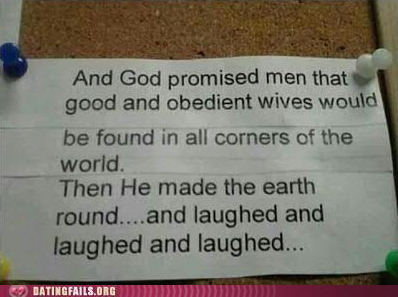 And God promised men that
good and obedient wives would
be found in all corners of the
world.
Then He made the earth
round....and laughed and
laughed and laughed...
DATINGFAILS.ORG